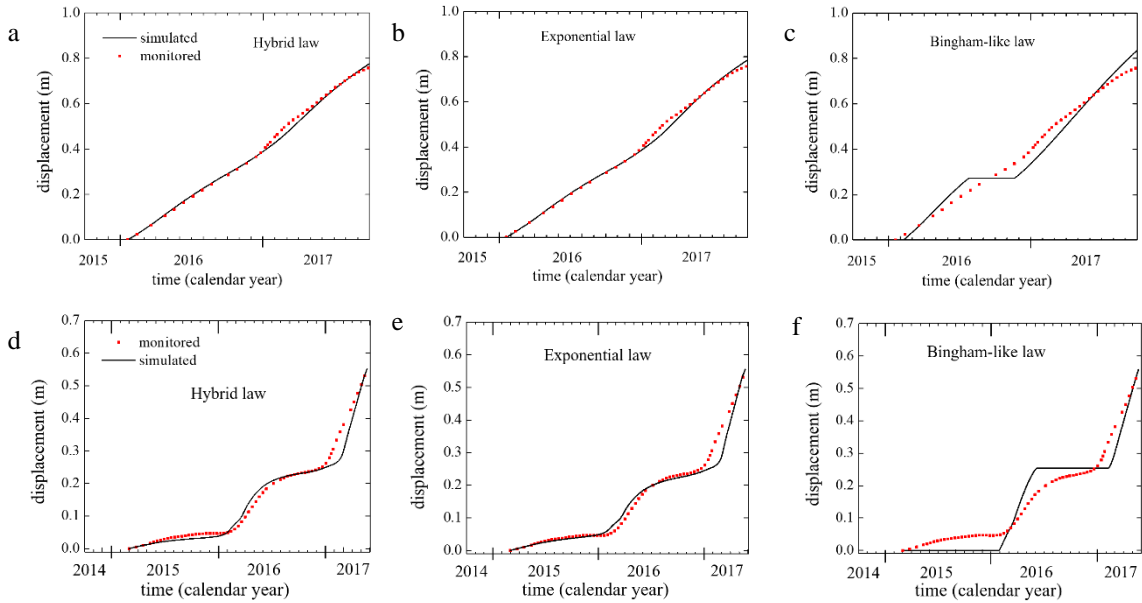 a
simulated
monitored
Hybrid law
1.0
0.8
0.6
0.4
0.2
0.0
displacement (m)
2015
2016
2017
time (calendar year)
b
Exponential law
1.0
0.8
0.6
0.4
0.2
0.0
displacement (m)
2015
2016
2017
time (calendar year)
c
Bingham-like law
1.0
0.8
0.6
0.4
0.2
0.0
displacement (m)
2015
2016
2017
time (calendar year)
d
monitored
simulated
Hybrid law
0.7
0.6
0.5
0.4
0.3
0.2
0.1
0.0
displacement (m)
2014
2015
2016
2017
time (calendar year)
e
Exponential law
0.7
0.6
0.5
0.4
0.3
0.2
0.1
0.0
displacement (m)
2014
2015
2016
2017
time (calendar year)
f
Bingham-like law
0.7
0.6
0.5
0.4
0.3
0.2
0.1
0.0
displacement (m)
2014
2015
2016
2017
time (calendar year)